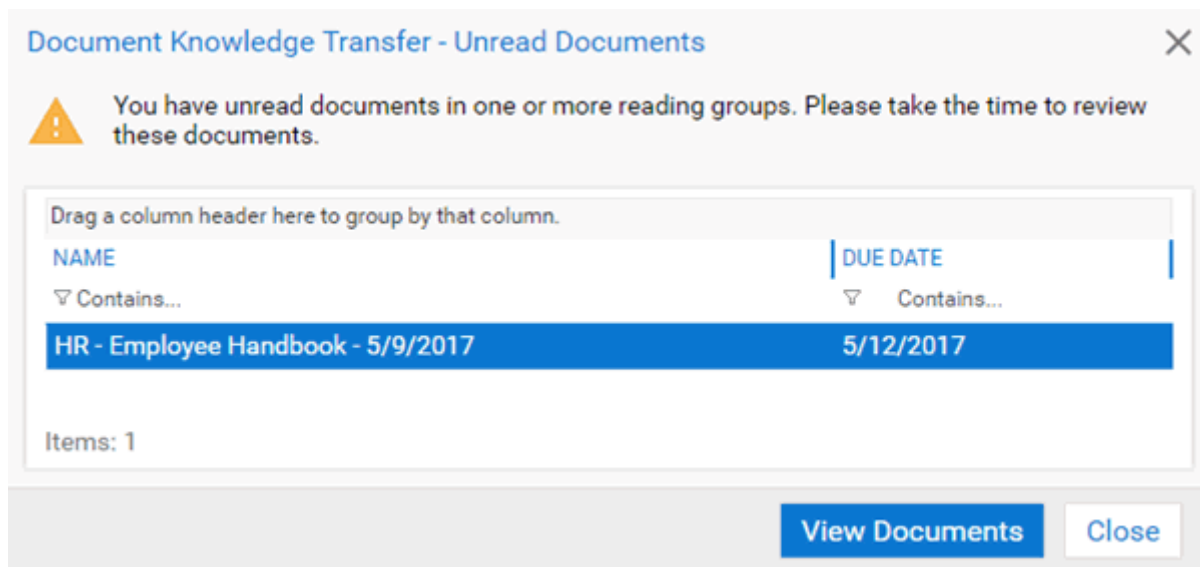 Document Knowledge Transfer - Unread Documents
You have unread documents in one or more reading groups. Please take the time to review
these documents.
Drag a column header here to group by that column.
NAME DUE DATE
Contains... Contains...
HR - Employee Handbook - 5/9/2017 5/12/2017
Items: 1
View Documents Close